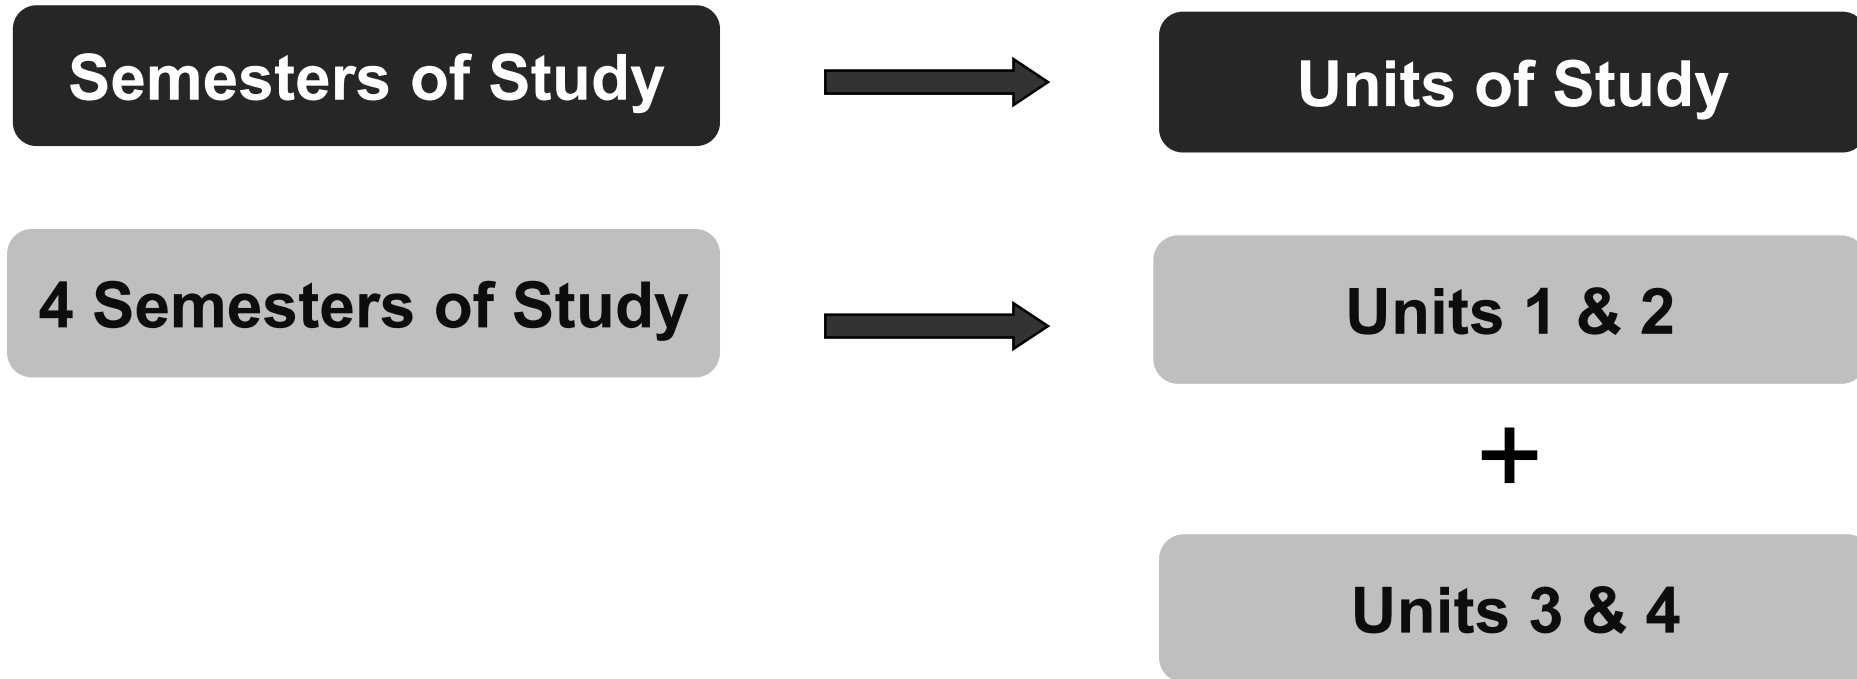 Semesters of Study
Units of Study
4 Semesters of Study
Units 1 & 2
+
Units 3 & 4